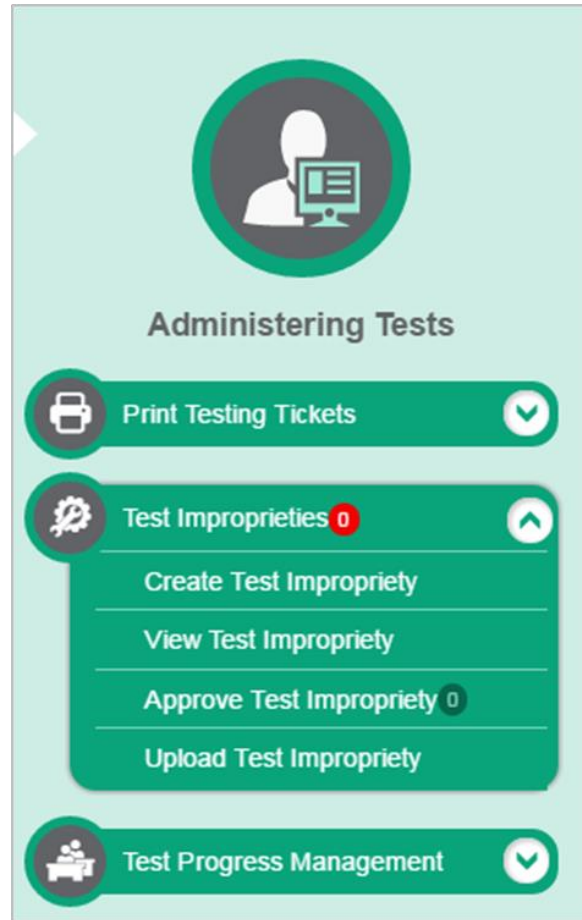 Administering Tests
Print Testing Tickets
Test Improprieties 0
Create Test Impropriety
View Test Impropriety
Approve Test Impropriety 0
Upload Test Impropriety
Test Progress Management